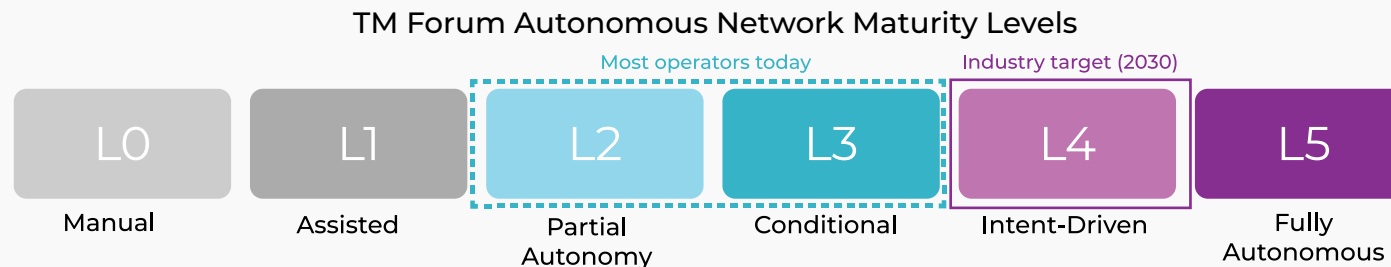 TM Forum Autonomous Network Maturity Levels
Most operators today
Industry target (2030)
L0
L1
L2
L3
L4
L5
Manual
Assisted
Partial
Autonomy
Conditional
Intent-Driven
Fully
Autonomous